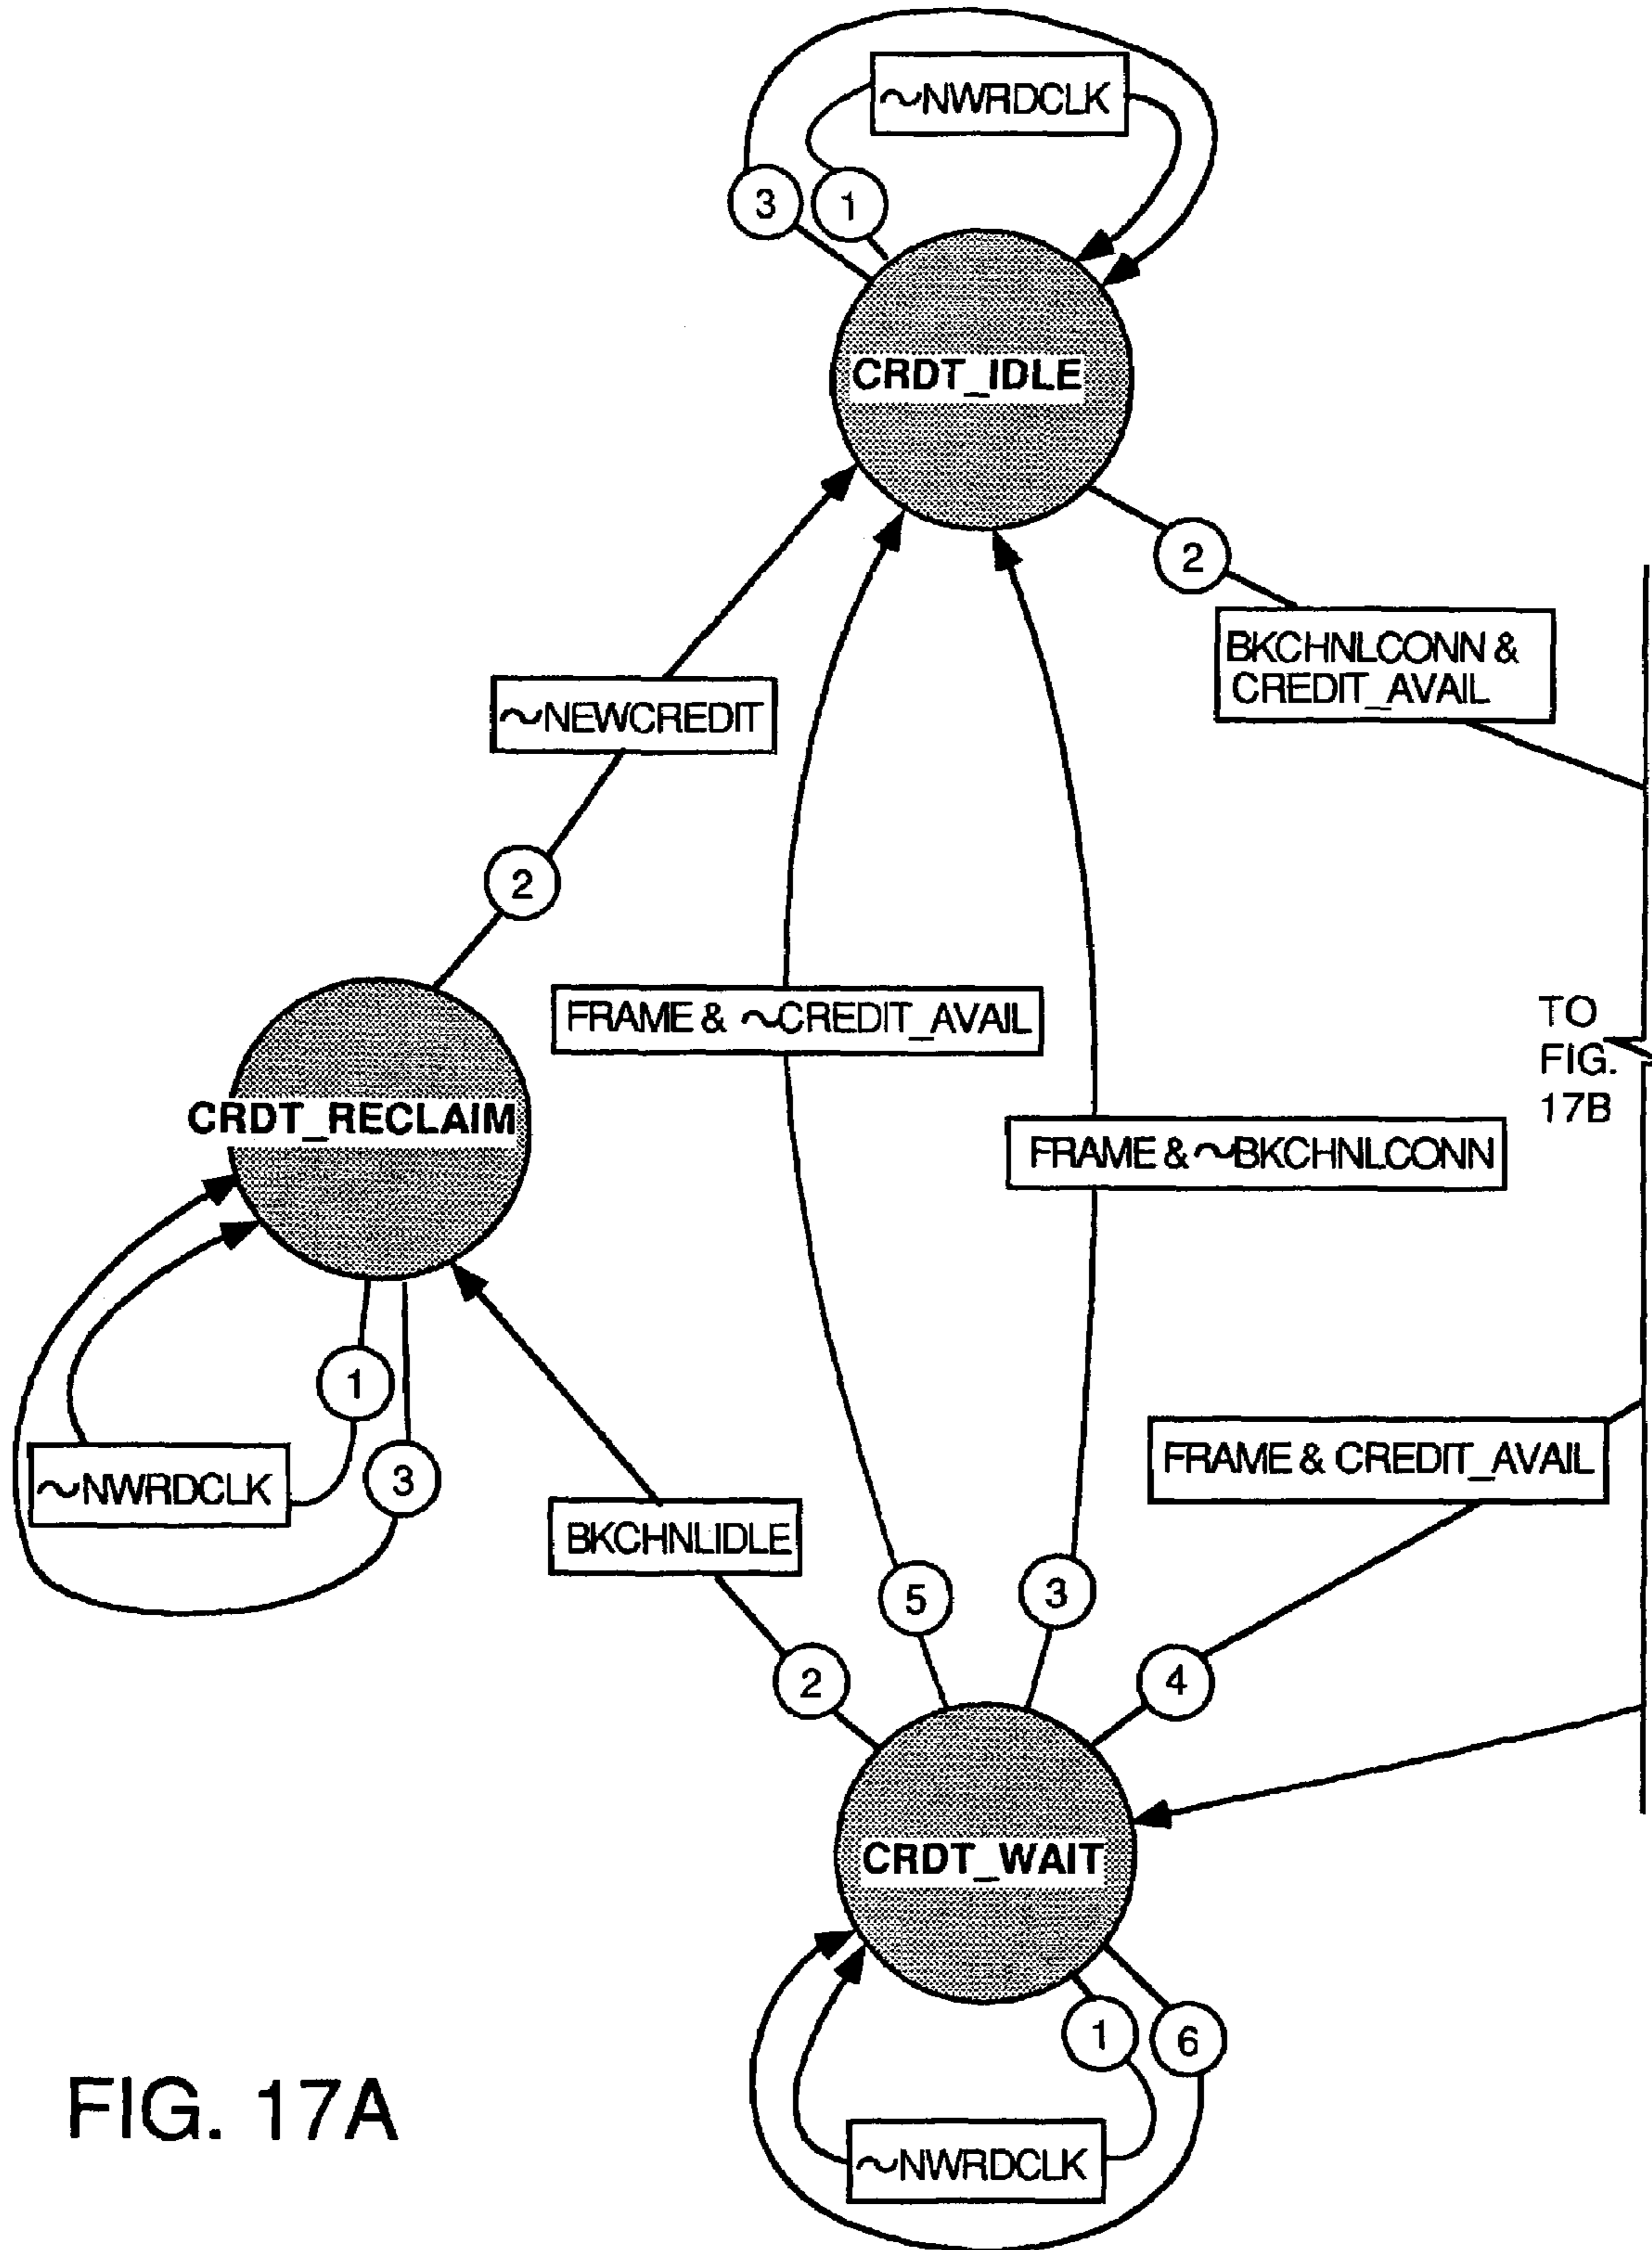 ~NWRDCLK
3
1
CRDT_IDLE
2
BKCHNLCONN &
CREDIT_AVAIL
~NEWCREDIT
2
FRAME & ~CREDIT_AVAIL
TO
FIG.
17B
CRDT_RECLAIM
FRAME & ~BKCHNLCONN
1
3
~NWRDCLK
FRAME & CREDIT_AVAIL
BKCHNLIDLE
5
3
2
4
CRDT_WAIT
1
6
~NWRDCLK
FIG. 17A